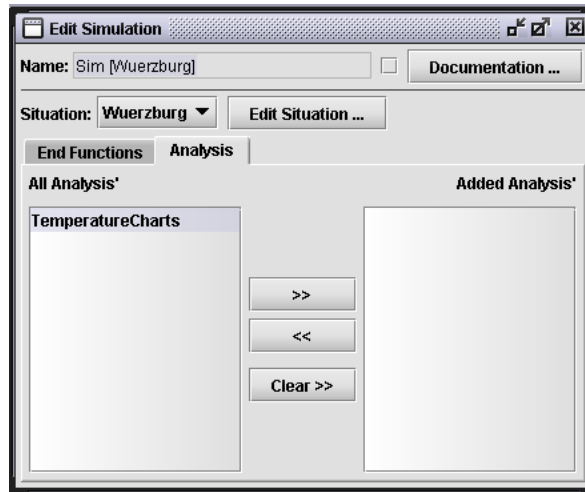 Edit Simulation
Name: Sim [Wuerzburg] Documentation ...
Situation: Wuerzburg Edit Situation ...
End Functions Analysis
All Analysis' Added Analysis'
TemperatureCharts
>>
<<
Clear >>